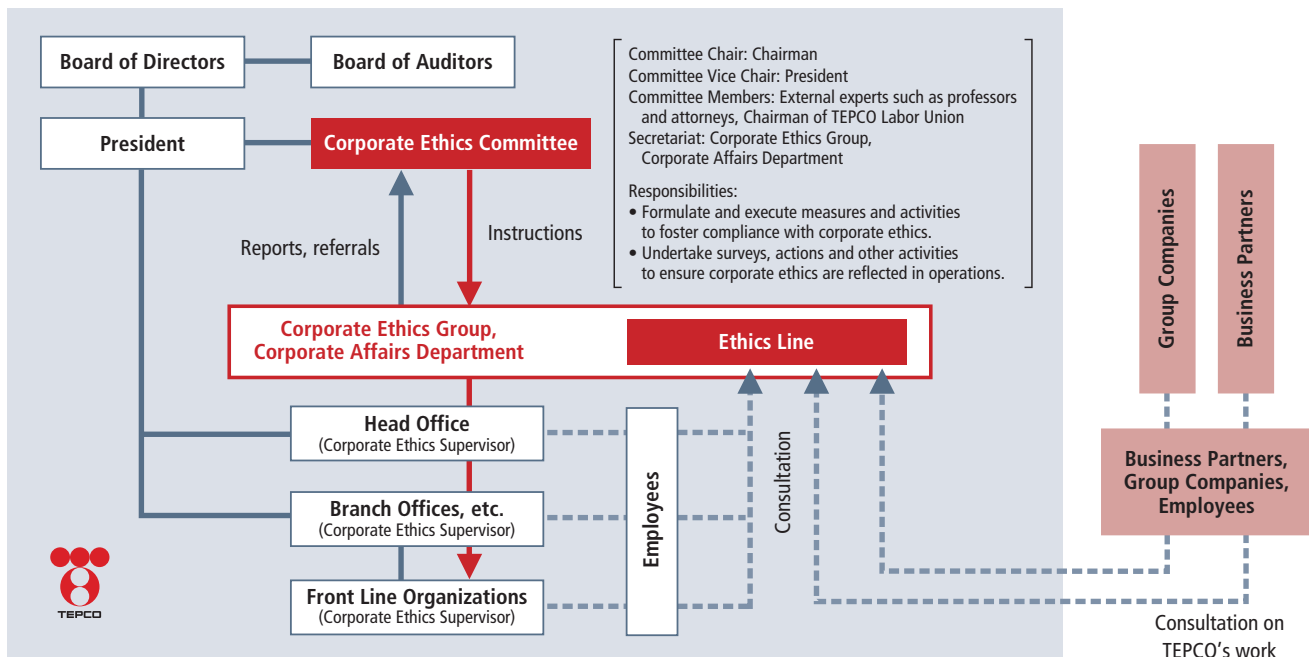 Board of Directors
Board of Auditors
President
Corporate Ethics Committee
Committee Chair: Chairman
Committee Vice Chair: President
Committee Members: External experts such as professors
and attorneys, Chairman of TEPCO Labor Union
Secretariat: Corporate Ethics Group,
Corporate Affairs Department
Responsibilities:
• Formulate and execute measures and activities
to foster compliance with corporate ethics.
• Undertake surveys, actions and other activities
to ensure corporate ethics are reflected in operations.
Reports, referrals
Instructions
Corporate Ethics Group,
Corporate Affairs Department
Ethics Line
Head Office
(Corporate Ethics Supervisor)
Branch Offices, etc.
(Corporate Ethics Supervisor)
Front Line Organizations
(Corporate Ethics Supervisor)
Employees
Consultation
Group Companies
Business Partners
Business Partners,
Group Companies,
Employees
Consultation on
TEPCO's work
TEPCO